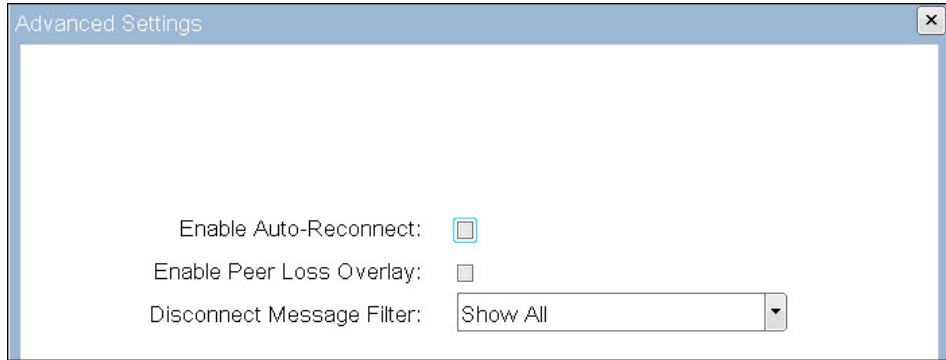 Advanced Settings
Enable Auto-Reconnect:
Enable Peer Loss Overlay:
Disconnect Message Filter: Show All